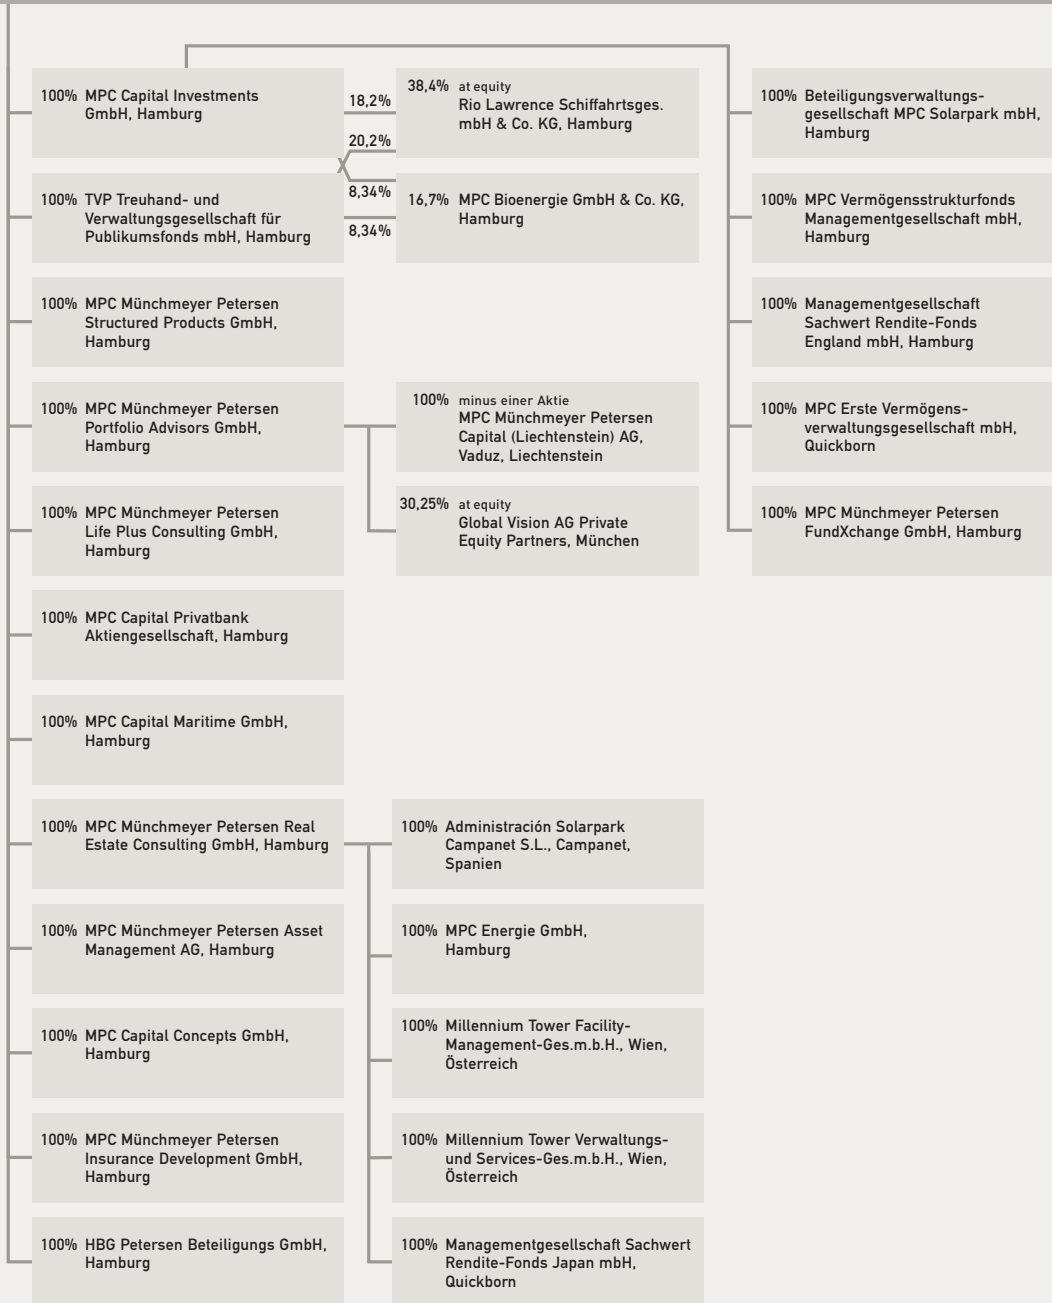 100% MPC Capital Investments
GmbH, Hamburg
18,2%
20,2%
8,34%
8,34%
38,4% at equity
Rio Lawrence Schiffahrtsges.
mbH & Co. KG, Hamburg
100% Beteiligungsverwaltungs-
gesellschaft MPC Solarpark mbH,
Hamburg
100% TVP Treuhand- und
Verwaltungsgesellschaft für
Publikumsfonds mbH, Hamburg
16,7% MPC Bioenergie GmbH & Co. KG,
Hamburg
100% MPC Vermögensstrukturfonds
Managementgesellschaft mbH,
Hamburg
100% MPC Münchmeyer Petersen
Structured Products GmbH,
Hamburg
100% Managementgesellschaft
Sachwert Rendite-Fonds
England mbH, Hamburg
100% MPC Münchmeyer Petersen
Portfolio Advisors GmbH,
Hamburg
100% minus einer Aktie
MPC Münchmeyer Petersen
Capital (Liechtenstein) AG,
Vaduz, Liechtenstein
100% MPC Erste Vermögens-
verwaltungsgesellschaft mbH,
Quickborn
100% MPC Münchmeyer Petersen
Life Plus Consulting GmbH,
Hamburg
30,25% at equity
Global Vision AG Private
Equity Partners, München
100% MPC Münchmeyer Petersen
FundXchange GmbH, Hamburg
100% MPC Capital Privatbank
Aktiengesellschaft, Hamburg
100% MPC Capital Maritime GmbH,
Hamburg
100% MPC Münchmeyer Petersen Real
Estate Consulting GmbH, Hamburg
100% Administración Solarpark
Campanet S.L., Campanet,
Spanien
100% MPC Münchmeyer Petersen Asset
Management AG, Hamburg
100% MPC Energie GmbH,
Hamburg
100% MPC Capital Concepts GmbH,
Hamburg
100% Millennium Tower Facility-
Management-Ges.m.b.H., Wien,
Österreich
100% MPC Münchmeyer Petersen
Insurance Development GmbH,
Hamburg
100% Millennium Tower Verwaltungs-
und Services-Ges.m.b.H., Wien,
Österreich
100% HBG Petersen Beteiligungs GmbH,
Hamburg
100% Managementgesellschaft Sachwert
Rendite-Fonds Japan mbH,
Quickborn